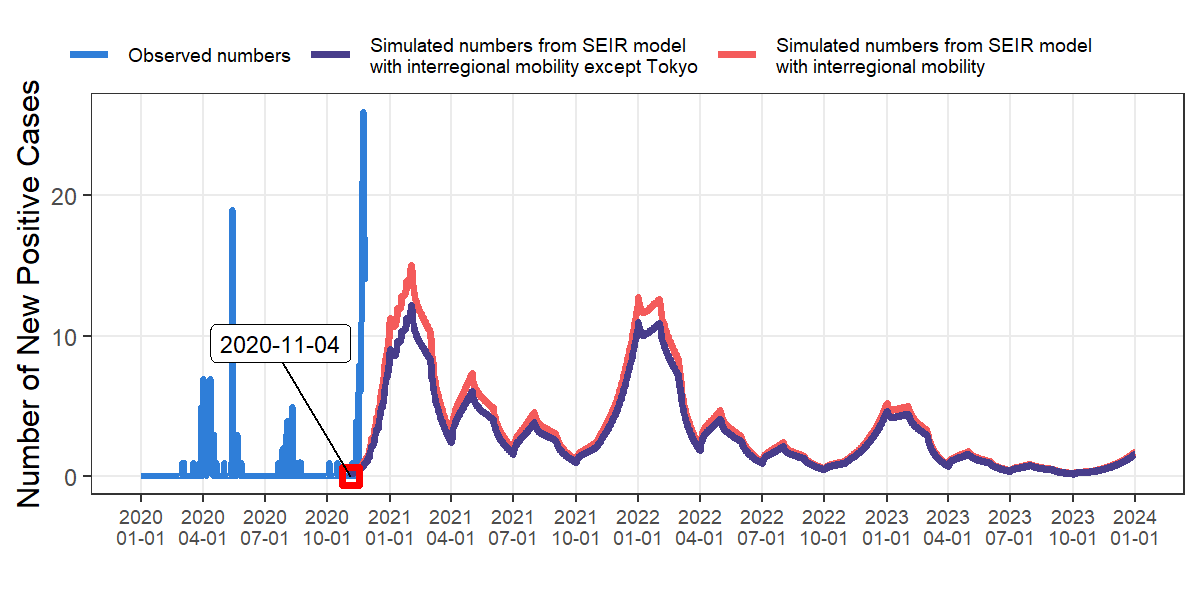 Observed numbers
Simulated numbers from SEIR model
with interregional mobility except Tokyo
Simulated numbers from SEIR model
with interregional mobility
Number of New Positive Cases
20
10
0
2020-11-04
2020 2020 2020 2020 2021 2021 2021 2021 2022 2022 2022 2022 2023 2023 2023 2023 2024
01-01 04-01 07-01 10-01 01-01 04-01 07-01 10-01 01-01 04-01 07-01 10-01 01-01 04-01 07-01 10-01 01-01